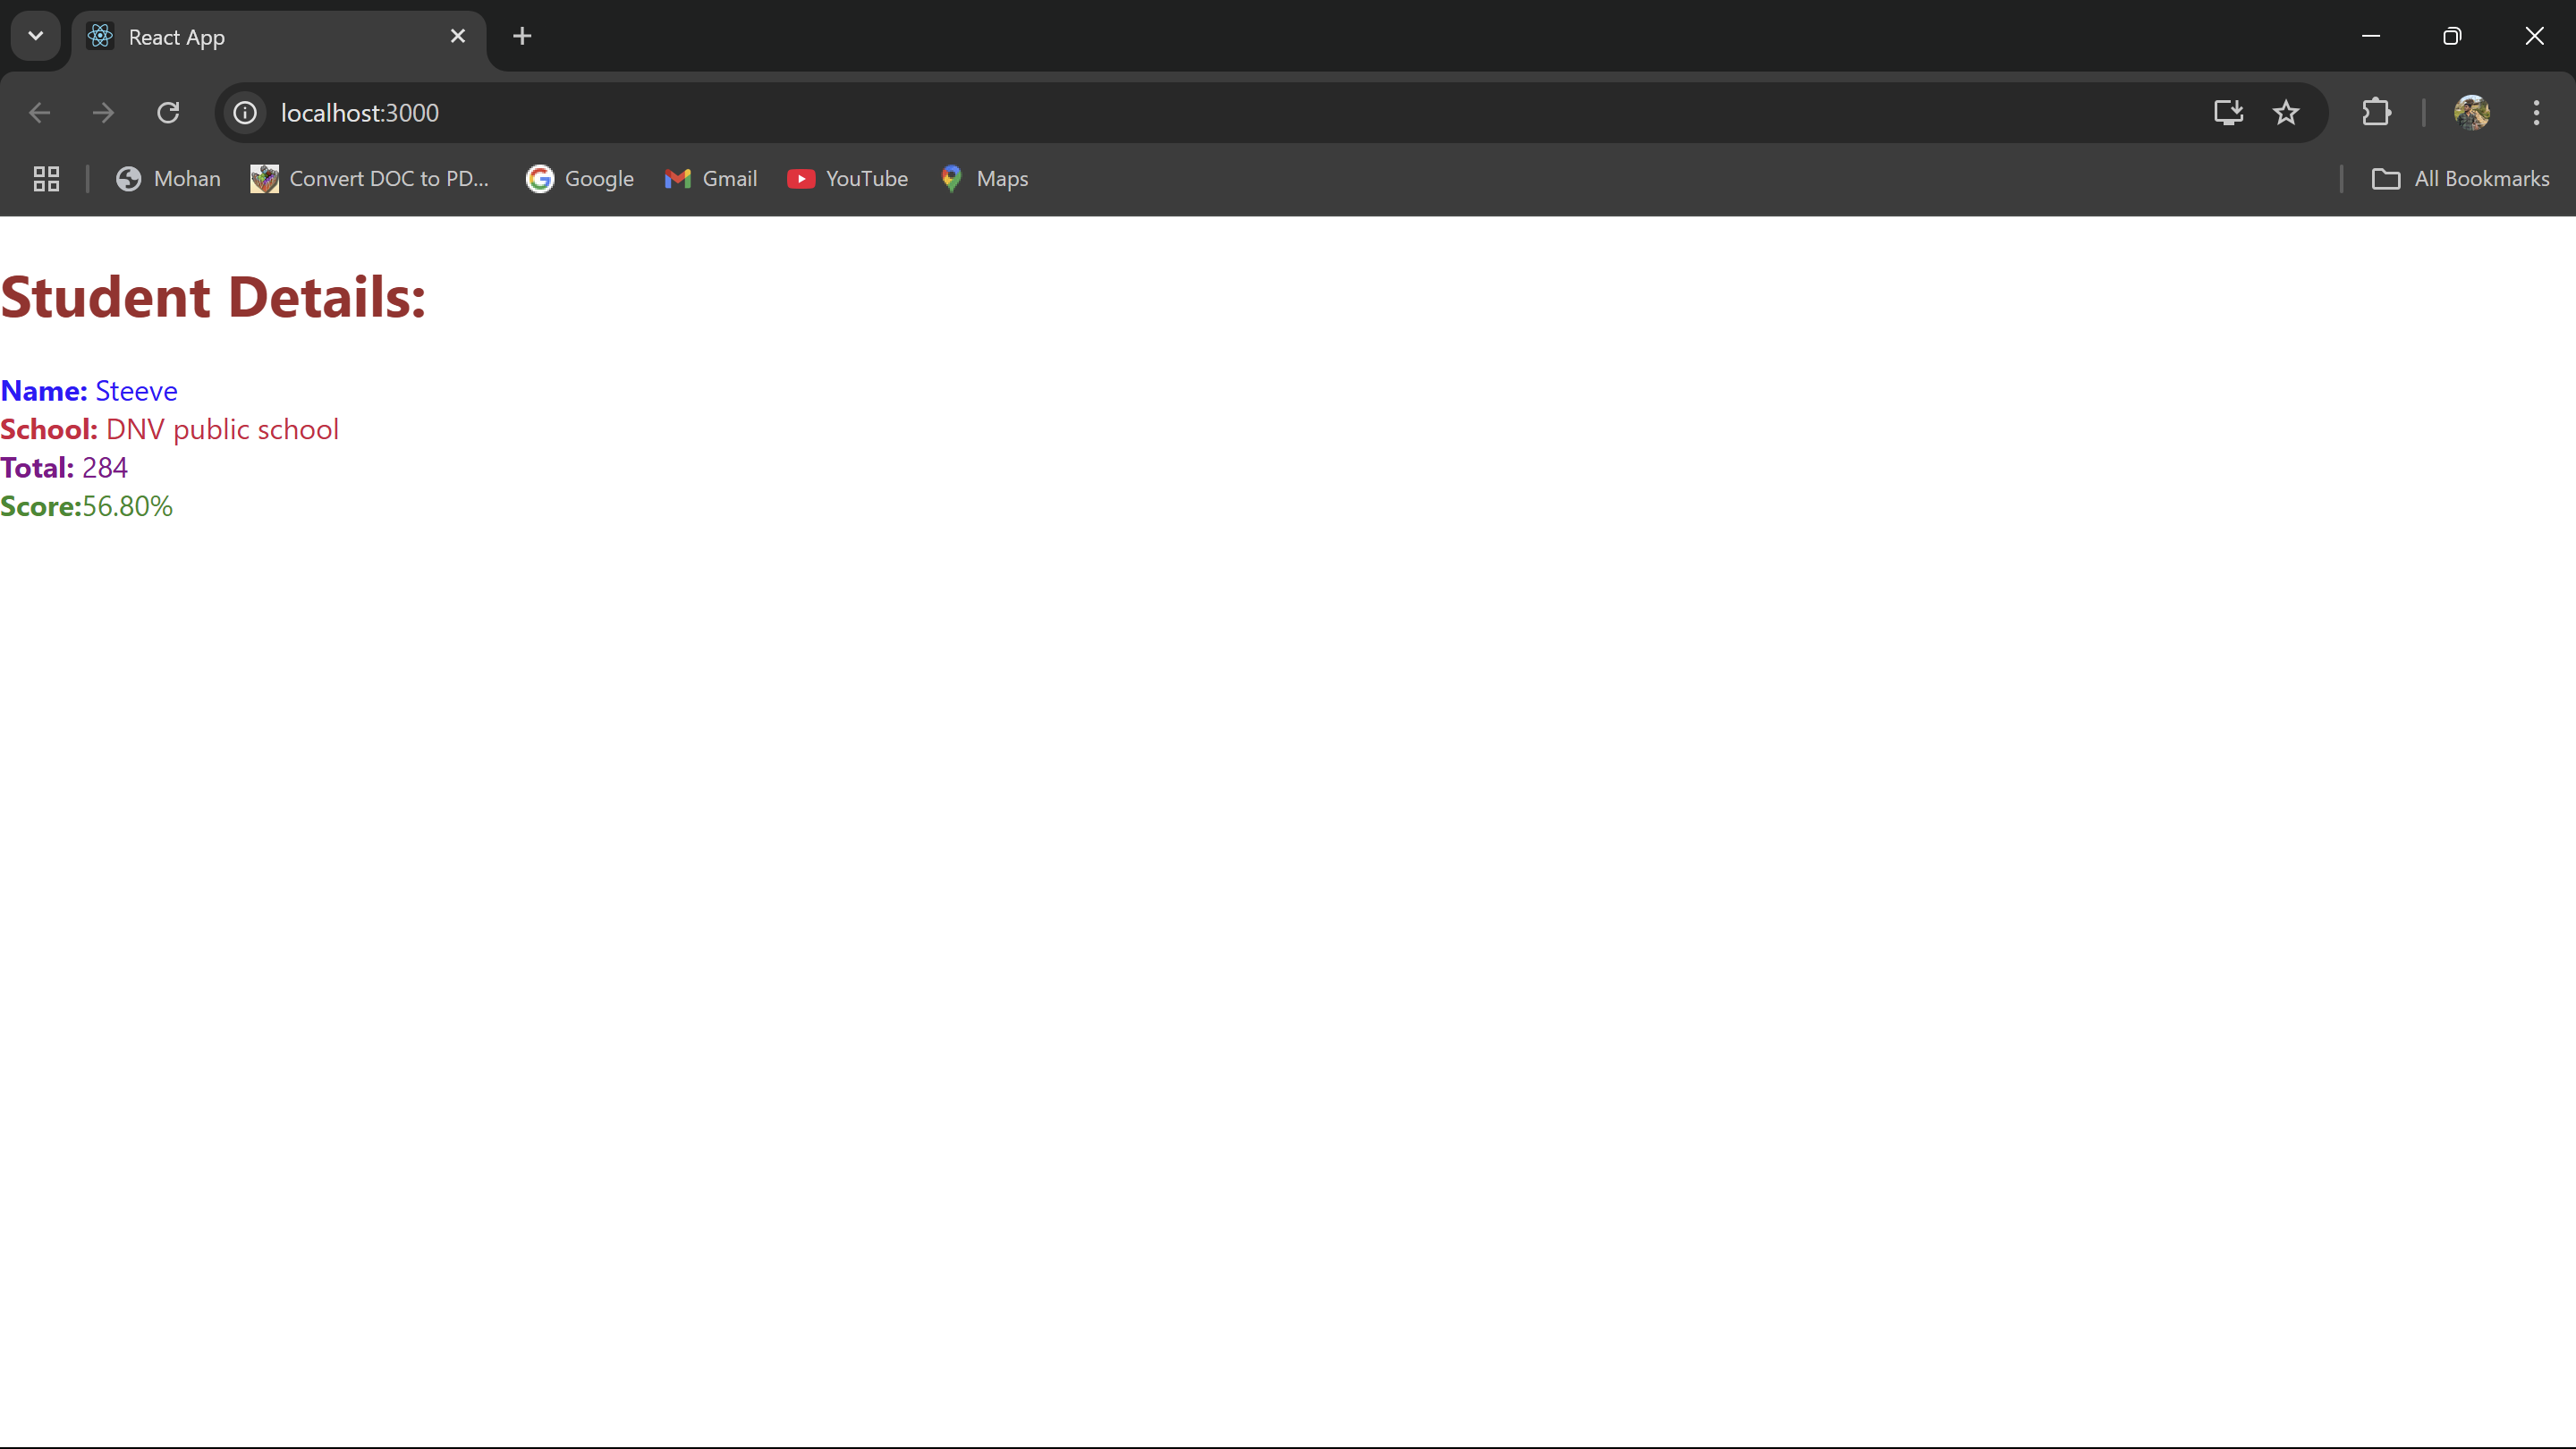 React App
localhost:3000
Mohan Convert DOC to PD... Google Gmail YouTube Maps All Bookmarks
Student Details:
Name: Steeve
School: DNV public school
Total: 284
Score:56.80%